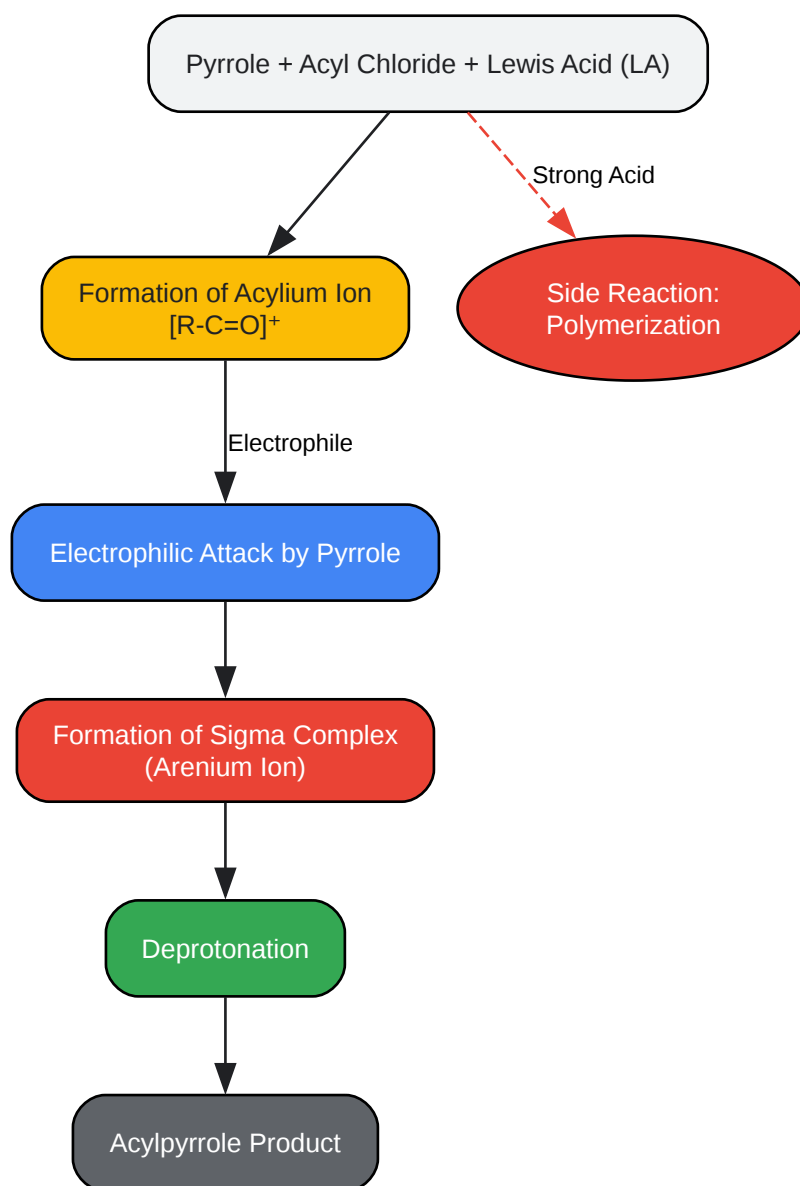 Pyrrole + Acyl Chloride + Lewis Acid (LA)
Strong Acid
Formation of Acylium Ion
[R-C=O]⁺
Side Reaction:
Polymerization
Electrophile
Electrophilic Attack by Pyrrole
Formation of Sigma Complex
(Arenium Ion)
Deprotonation
Acylpyrrole Product